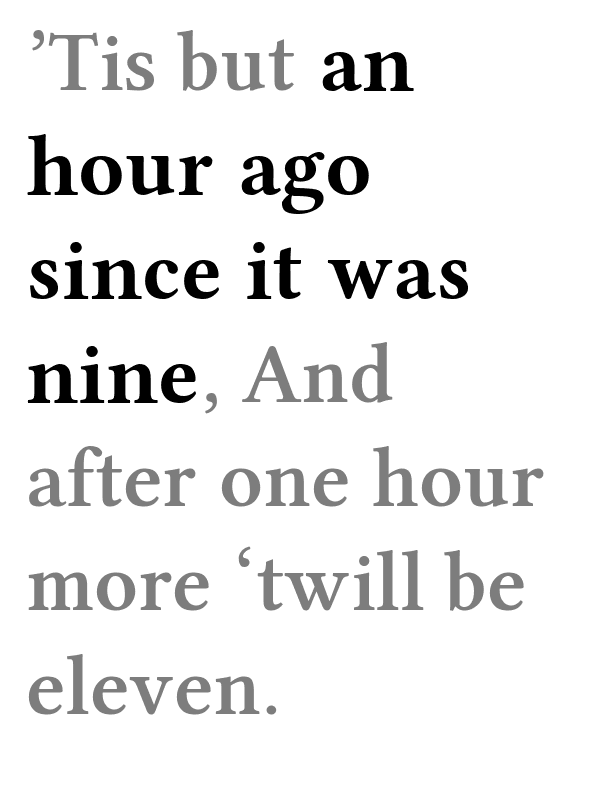 ’Tis but an
hour ago
since it was
nine, And
after one hour
more ‘twill be
eleven.